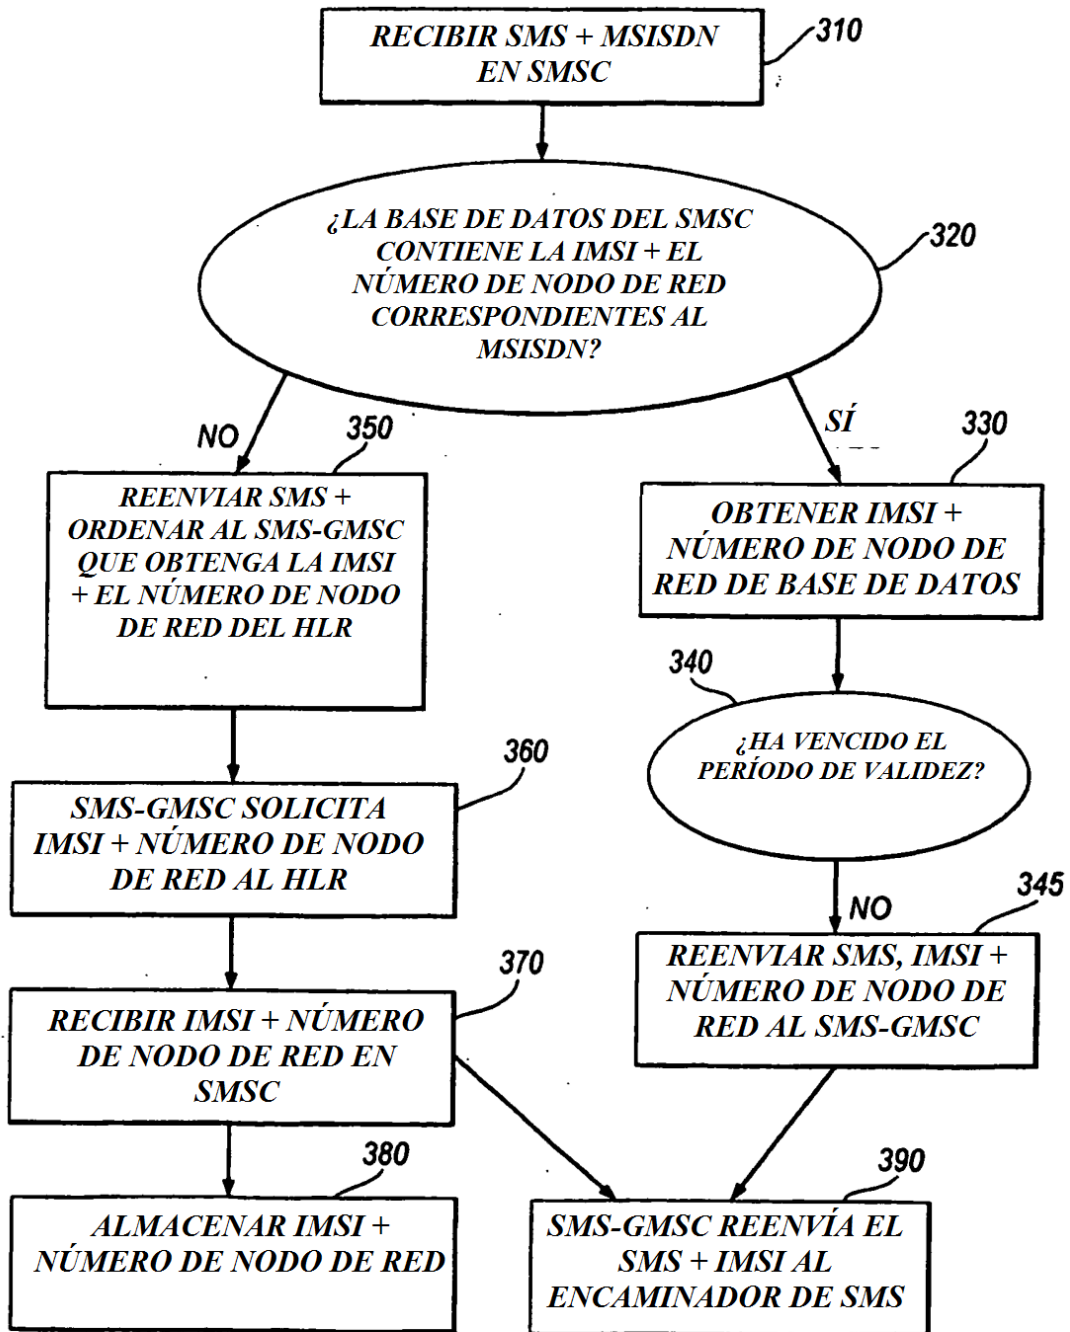 RECIBIR SMS + MSISDN
EN SMSC
310
¿LA BASE DE DATOS DEL SMSC
CONTIENE LA IMSI + EL
NÚMERO DE NODO DE RED
CORRESPONDIENTES AL
MSISDN?
320
NO
350
SÍ
330
REENVIAR SMS +
ORDENAR AL SMS-GMSC
QUE OBTENGA LA IMSI
+ EL NÚMERO DE NODO
DE RED DEL HLR
OBTENER IMSI +
NÚMERO DE NODO DE
RED DE BASE DE DATOS
340
¿HA VENCIDO EL
PERÍODO DE VALIDEZ?
360
SMS-GMSC SOLICITA
IMSI + NÚMERO DE NODO
DE RED AL HLR
NO
345
REENVIAR SMS, IMSI +
NÚMERO DE NODO DE
RED AL SMS-GMSC
370
RECIBIR IMSI + NÚMERO
DE NODO DE RED EN
SMSC
380
ALMACENAR IMSI +
NÚMERO DE NODO DE RED
390
SMS-GMSC REENVÍA EL
SMS + IMSI AL
ENCAMINADOR DE SMS